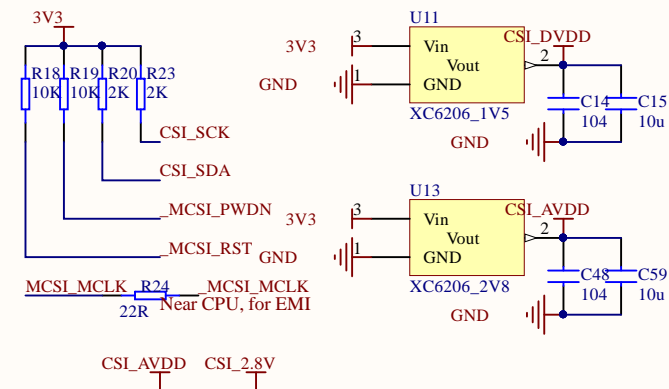 3V3
R18
R19
R20
R23
10K
10K
2K
2K
CSI_SCK
CSI_SDA
_MCSI_PWDN
_MCSI_RST
MCSI_MCLK
R24
_MCSI_MCLK
22R
Near CPU, for EMI
CSI_AVDD
CSI_2.8V
U11
3V3
3
Vin
Vout
2
CSI_DVDD
GND
1
GND
XC6206_1V5
C14
104
C15
10u
GND
U13
3V3
3
Vin
Vout
2
CSI_AVDD
GND
1
GND
XC6206_2V8
C48
104
C59
10u
GND